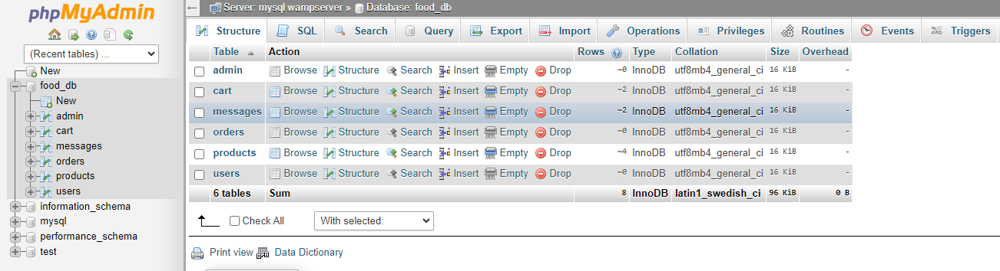 phpMyAdmin
(Recent tables) ...
New
food_db
New
admin
cart
messages
orders
products
users
information_schema
mysql
performance_schema
test
Server: mysql wampserver » Database: food_db
Structure SQL Search Query Export Import Operations Privileges Routines Events Triggers
Table Action Rows Type Collation Size Overhead
admin Browse Structure Search Insert Empty Drop ~0 InnoDB utf8mb4_general_ci 16 KiB -
cart Browse Structure Search Insert Empty Drop ~2 InnoDB utf8mb4_general_ci 16 KiB -
messages Browse Structure Search Insert Empty Drop ~2 InnoDB utf8mb4_general_ci 16 KiB -
orders Browse Structure Search Insert Empty Drop ~0 InnoDB utf8mb4_general_ci 16 KiB -
products Browse Structure Search Insert Empty Drop ~4 InnoDB utf8mb4_general_ci 16 KiB -
users Browse Structure Search Insert Empty Drop ~0 InnoDB utf8mb4_general_ci 16 KiB -
6 tables Sum 8 InnoDB latin1_swedish_ci 96 KiB 0 B
Check All With selected:
Print view Data Dictionary